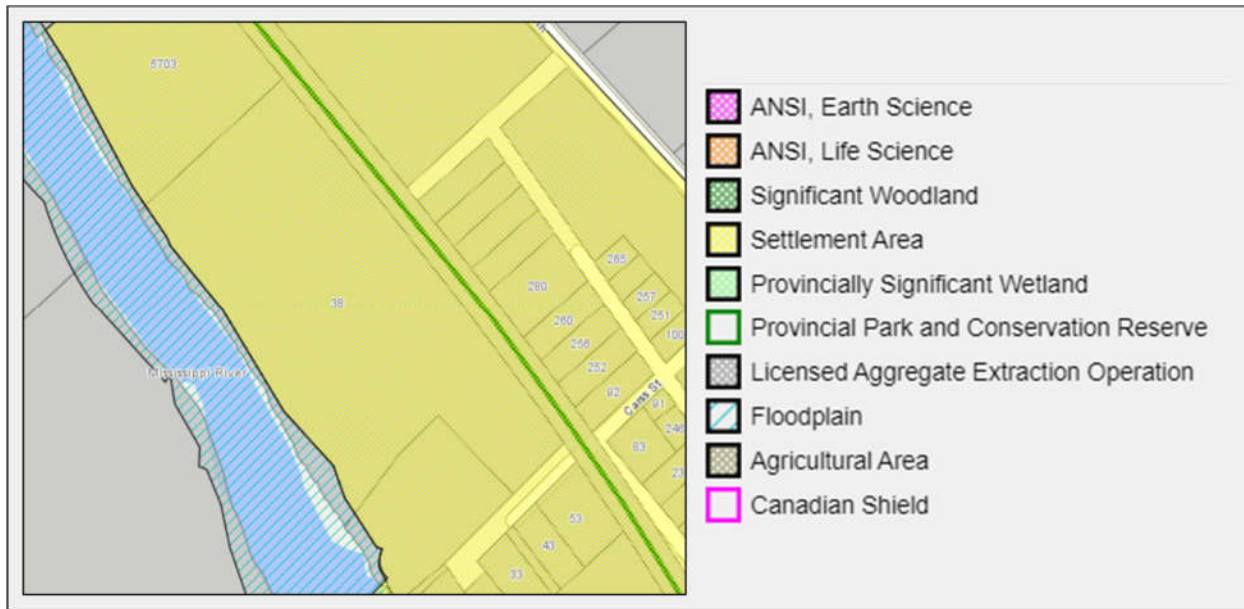 5703
38
265
280
257
251
100
260
256
252
92
Caiss St
91
246
83
23
Mississippi River
53
43
33
ANSI, Earth Science
ANSI, Life Science
Significant Woodland
Settlement Area
Provincially Significant Wetland
Provincial Park and Conservation Reserve
Licensed Aggregate Extraction Operation
Floodplain
Agricultural Area
Canadian Shield